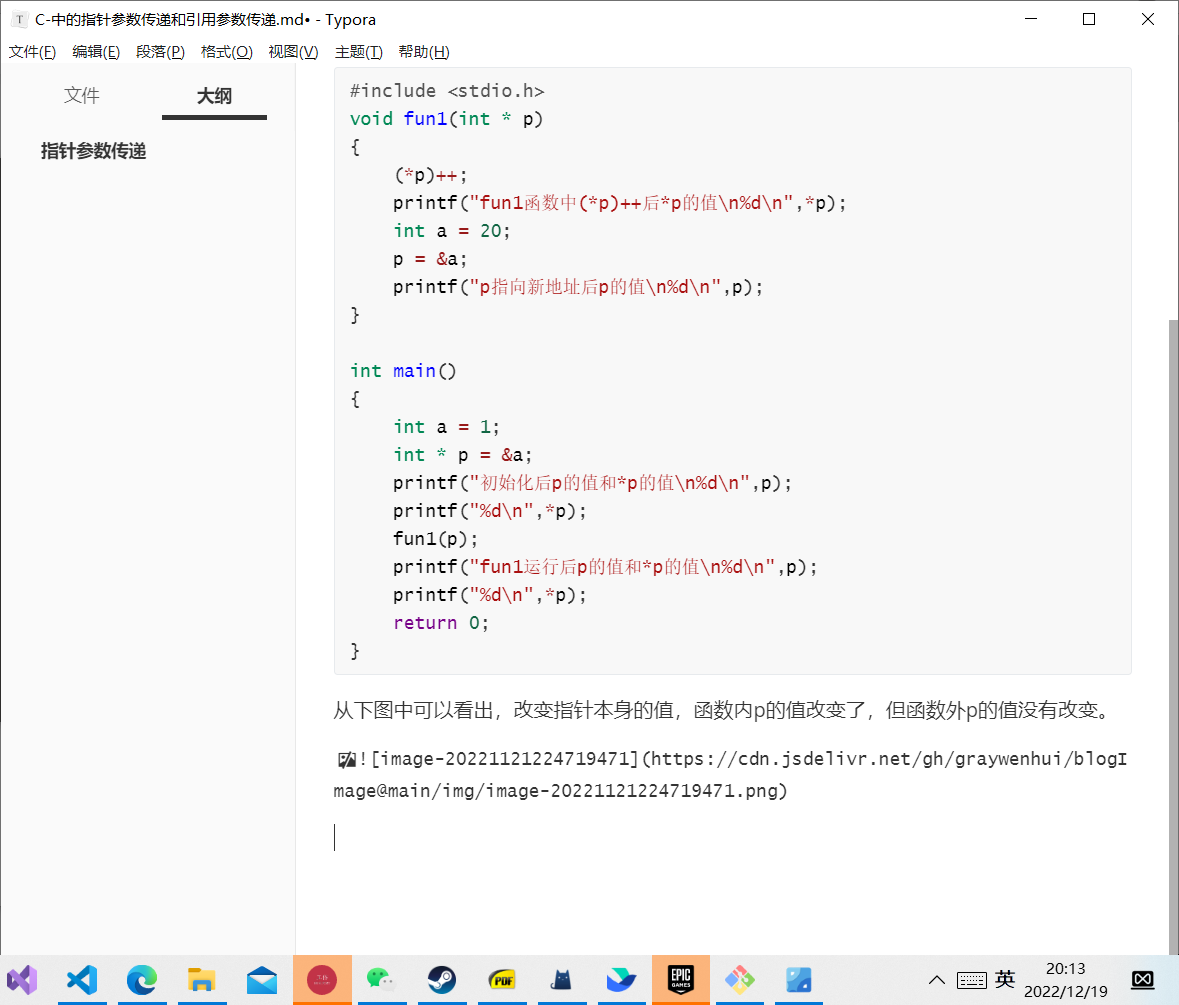 C-中的指针参数传递和引用参数传递.md• - Typora
文件(F) 编辑(E) 段落(P) 格式(O) 视图(V) 主题(T) 帮助(H)
文件 大纲
指针参数传递
#include <stdio.h>
void fun1(int * p)
{
    (*p)++;
    printf("fun1函数中(*p)++后*p的值\n%d\n",*p);
    int a = 20;
    p = &a;
    printf("p指向新地址后p的值\n%d\n",p);
}
int main()
{
    int a = 1;
    int * p = &a;
    printf("初始化后p的值和*p的值\n%d\n",p);
    printf("%d\n",*p);
    fun1(p);
    printf("fun1运行后p的值和*p的值\n%d\n",p);
    printf("%d\n",*p);
    return 0;
}
从下图中可以看出，改变指针本身的值，函数内p的值改变了，但函数外p的值没有改变。
![image-20221121224719471](https://cdn.jsdelivr.net/gh/graywenhui/blogI
mage@main/img/image-20221121224719471.png)
PDF
EPIC
GAMES
英
20:13
2022/12/19